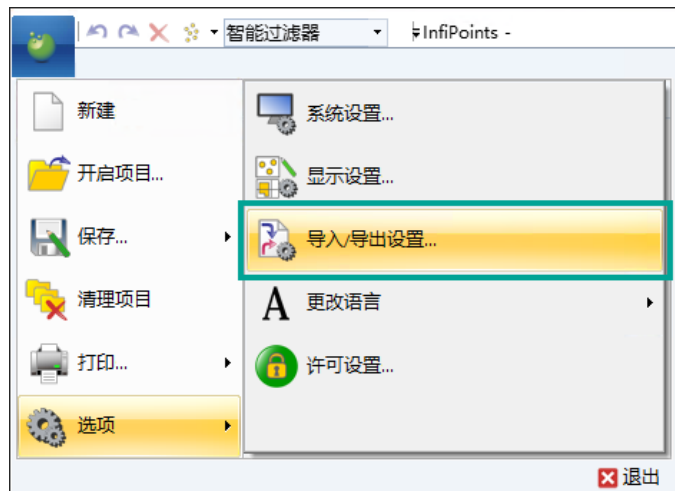 智能过滤器
InfiPoints -
新建
开启项目...
保存...
清理项目
打印...
选项
系统设置...
显示设置...
导入/导出设置...
A 更改语言
许可设置...
退出